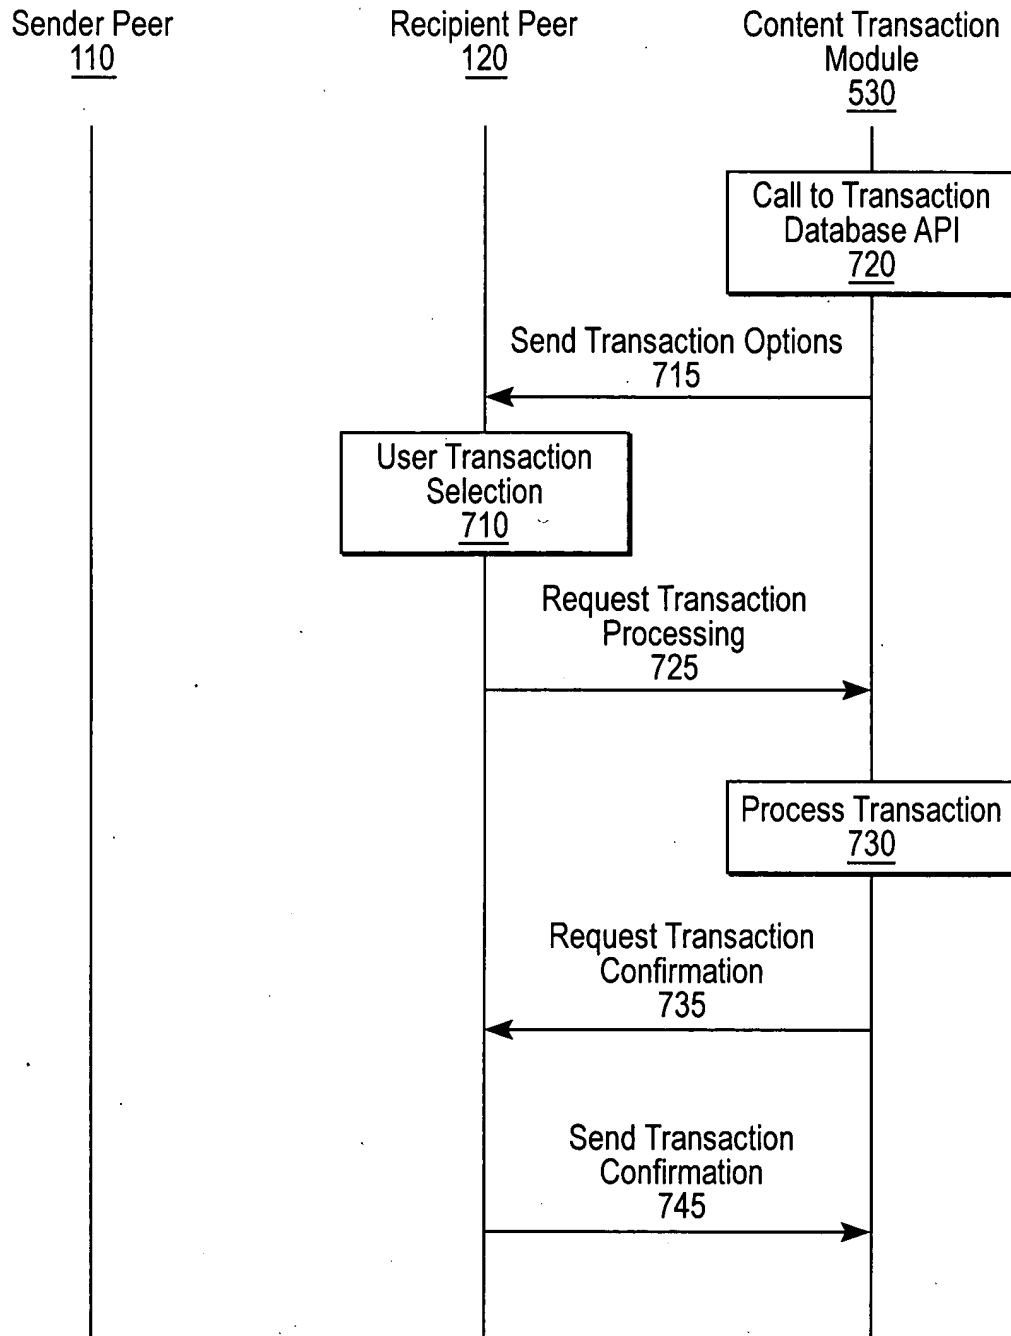 Sender Peer
110
Recipient Peer
120
Content Transaction
Module
530
Call to Transaction
Database API
720
Send Transaction Options
715
User Transaction
Selection
710
Request Transaction
Processing
725
Process Transaction
730
Request Transaction
Confirmation
735
Send Transaction
Confirmation
745